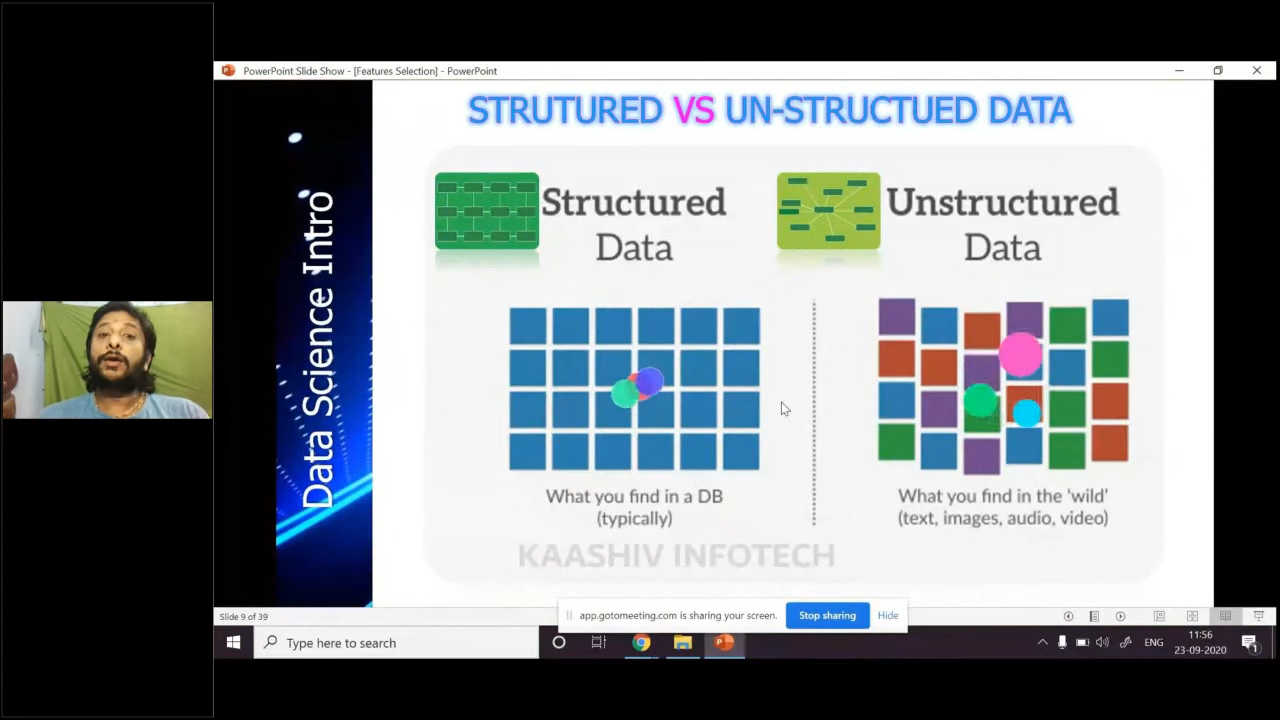 PowerPoint Slide Show - [Features Selection] - PowerPoint
STRUTURED VS UN-STRUCTUED DATA
Data Science Intro
Structured
Data
Unstructured
Data
What you find in a DB
(typically)
What you find in the 'wild'
(text, images, audio, video)
KAASHIV INFOTECH
Slide 9 of 39
app.gotomeeting.com is sharing your screen.
Stop sharing
Hide
Type here to search
ENG
11:56
23-09-2020
1